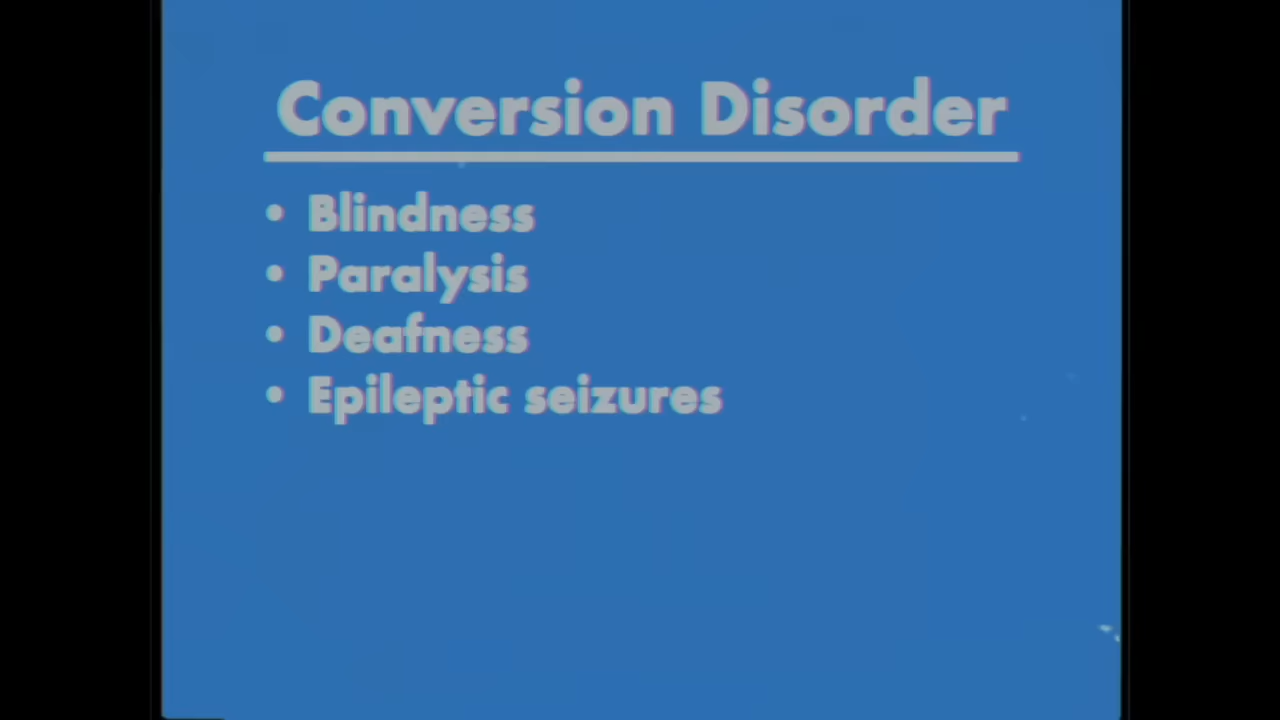 Conversion Disorder
• Blindness
• Paralysis
• Deafness
• Epileptic seizures